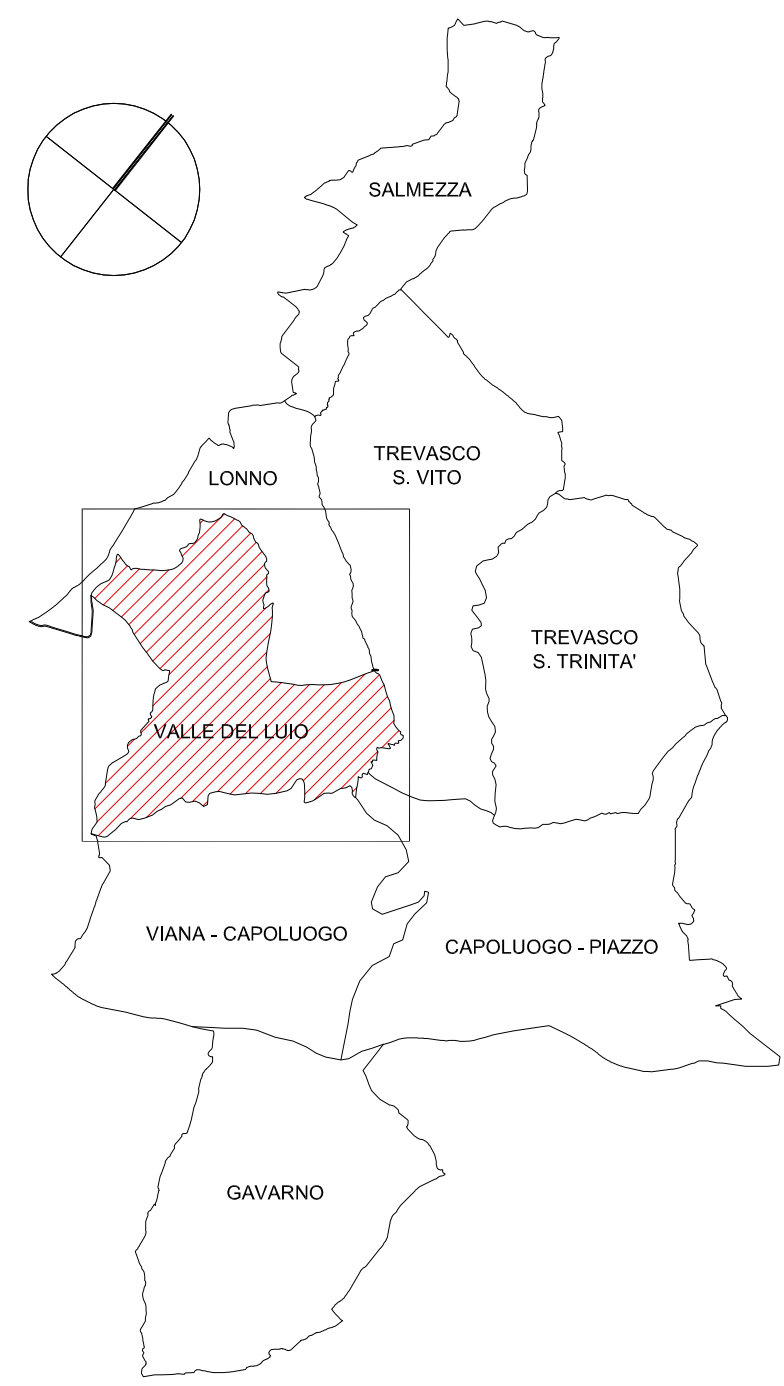 SALMEZZA
TREVASCO
S. VITO
LONNO
TREVASCO
S. TRINITA'
VALLE DEL LUIO
VIANA - CAPOLUOGO
CAPOLUOGO - PIAZZO
GAVARNO